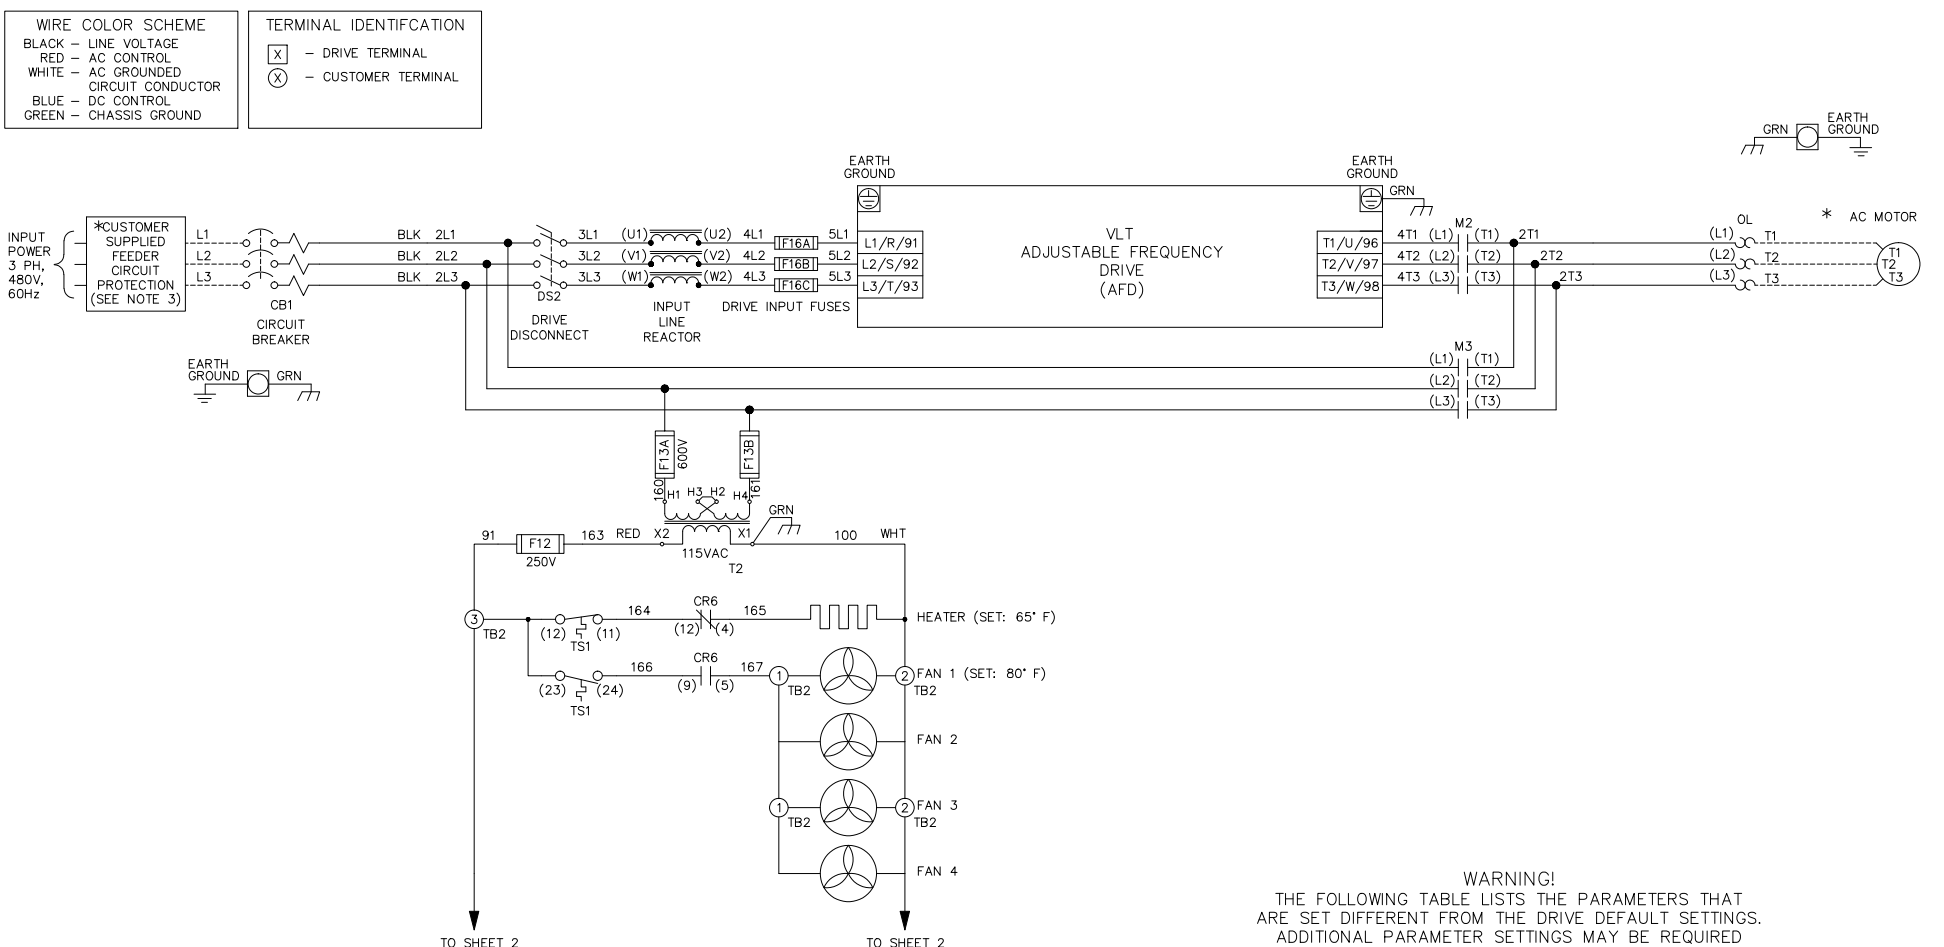 WIRE COLOR SCHEME
BLACK – LINE VOLTAGE
RED – AC CONTROL
WHITE – AC GROUNDED
CIRCUIT CONDUCTOR
BLUE – DC CONTROL
GREEN – CHASSIS GROUND
TERMINAL IDENTIFCATION
X – DRIVE TERMINAL
X – CUSTOMER TERMINAL
GRN
EARTH
GROUND
INPUT
POWER
3 PH,
480V,
60Hz
*CUSTOMER
SUPPLIED
FEEDER
CIRCUIT
PROTECTION
(SEE NOTE 3)
L1
L2
L3
CB1
CIRCUIT
BREAKER
BLK 2L1
BLK 2L2
BLK 2L3
DS2
DRIVE
DISCONNECT
3L1
3L2
3L3
(U1) (U2)
(V1) (V2)
(W1) (W2)
INPUT
LINE
REACTOR
4L1
4L2
4L3
F16A
F16B
F16C
DRIVE INPUT FUSES
5L1
5L2
5L3
EARTH
GROUND
L1/R/91
L2/S/92
L3/T/93
VLT
ADJUSTABLE FREQUENCY
DRIVE
(AFD)
EARTH
GROUND
GRN
T1/U/96
T2/V/97
T3/W/98
M2
4T1 (L1) (T1) 2T1
4T2 (L2) (T2) 2T2
4T3 (L3) (T3) 2T3
OL
(L1) T1
(L2) T2
(L3) T3
* AC MOTOR
T1
T2
T3
M3
(L1) (T1)
(L2) (T2)
(L3) (T3)
EARTH
GROUND
GRN
F13A
600V
F13B
160
161
H1 H3 H2 H4
GRN
91
F12
250V
163 RED X2
X1
115VAC
T2
100 WHT
3
TB2
(12) (11)
TS1
164
CR6
(12) (4)
165
HEATER (SET: 65° F)
(23) (24)
TS1
166
CR6
(9) (5)
167
1
TB2
2
TB2
FAN 1 (SET: 80° F)
FAN 2
1
TB2
2
TB2
FAN 3
FAN 4
TO SHEET 2
TO SHEET 2
WARNING!
THE FOLLOWING TABLE LISTS THE PARAMETERS THAT
ARE SET DIFFERENT FROM THE DRIVE DEFAULT SETTINGS.
ADDITIONAL PARAMETER SETTINGS MAY BE REQUIRED